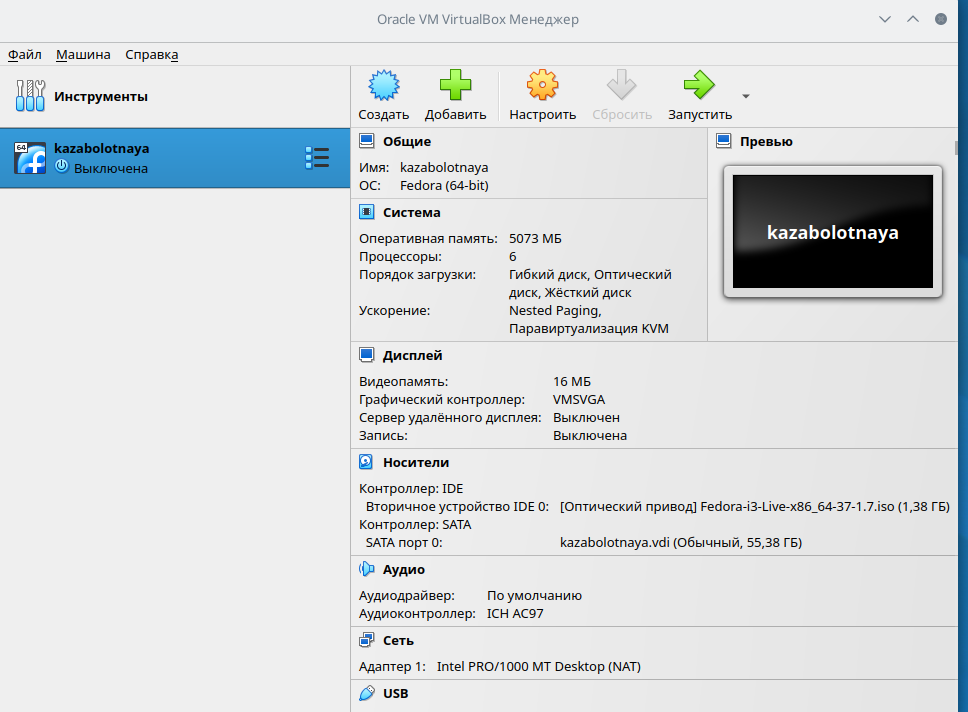 Oracle VM VirtualBox Менеджер
Файл Машина Справка
Инструменты
Создать Добавить Настроить Сбросить Запустить
64
kazabolotnaya
Выключена
Общие
Имя: kazabolotnaya
ОС: Fedora (64-bit)
Превью
kazabolotnaya
Система
Оперативная память: 5073 МБ
Процессоры: 6
Порядок загрузки: Гибкий диск, Оптический
диск, Жёсткий диск
Ускорение: Nested Paging,
Паравиртуализация KVM
Дисплей
Видеопамять: 16 МБ
Графический контроллер: VMSVGA
Сервер удалённого дисплея: Выключен
Запись: Выключена
Носители
Контроллер: IDE
Вторичное устройство IDE 0: [Оптический привод] Fedora-i3-Live-x86_64-37-1.7.iso (1,38 ГБ)
Контроллер: SATA
SATA порт 0: kazabolotnaya.vdi (Обычный, 55,38 ГБ)
Аудио
Аудиодрайвер: По умолчанию
Аудиоконтроллер: ICH AC97
Сеть
Адаптер 1: Intel PRO/1000 MT Desktop (NAT)
USB